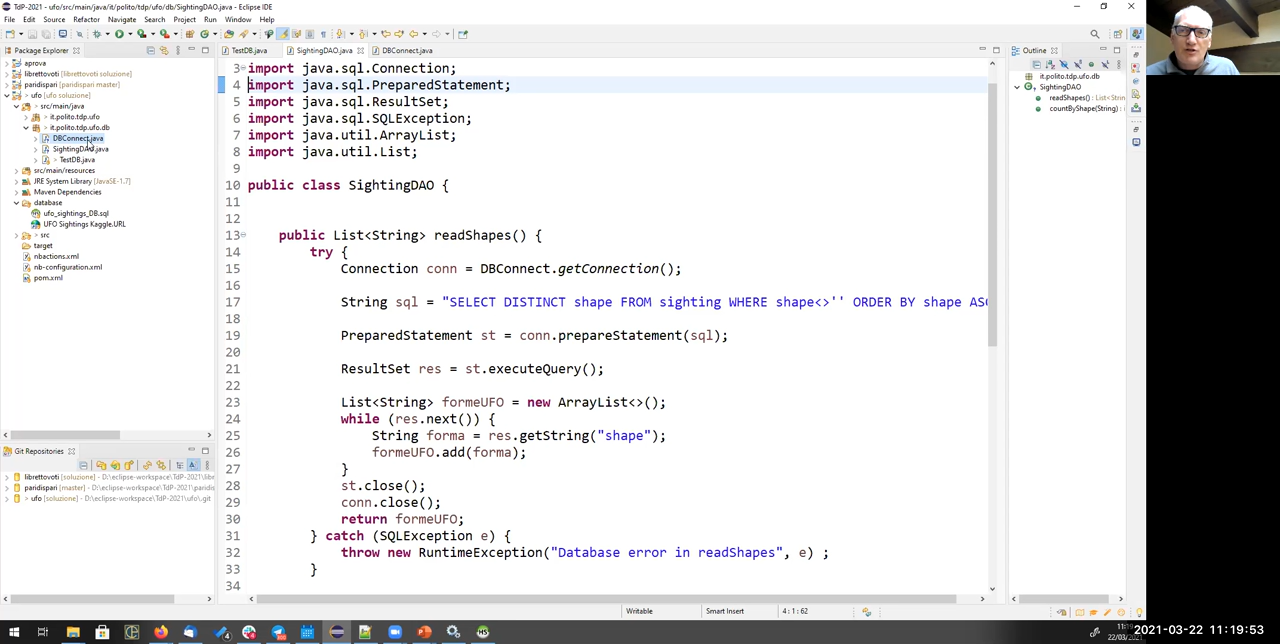 TdP-2021 - ufo/src/main/java/it/polito/tdp/ufo/db/SightingDAO.java - Eclipse IDE
File Edit Source Refactor Navigate Search Project Run Window Help
Package Explorer
aprova
librettovoti [librettovoti soluzione]
paridispari [paridispari master]
ufo [ufo soluzione]
src/main/java
it.polito.tdp.ufo
it.polito.tdp.ufo.db
DBConnect.java
SightingDAO.java
> TestDB.java
src/main/resources
JRE System Library [JavaSE-1.7]
Maven Dependencies
database
ufo_sightings_DB.sql
UFO Sightings Kaggle.URL
> src
target
nbactions.xml
nb-configuration.xml
pom.xml
Git Repositories
librettovoti [soluzione] - D:\eclipse-workspace\TdP-2021\libr
paridispari [master] - D:\eclipse-workspace\TdP-2021\paridis
> ufo [soluzione] - D:\eclipse-workspace\TdP-2021\ufo\.git
TestDB.java SightingDAO.java DBConnect.java
3 import java.sql.Connection;
4 import java.sql.PreparedStatement;
5 import java.sql.ResultSet;
6 import java.sql.SQLException;
7 import java.util.ArrayList;
8 import java.util.List;
9
10 public class SightingDAO {
11
12
13 public List<String> readShapes() {
14 try {
15 Connection conn = DBConnect.getConnection();
16
17 String sql = "SELECT DISTINCT shape FROM sighting WHERE shape<>'' ORDER BY shape ASC
18
19 PreparedStatement st = conn.prepareStatement(sql);
20
21 ResultSet res = st.executeQuery();
22
23 List<String> formeUFO = new ArrayList<>();
24 while (res.next()) {
25 String forma = res.getString("shape");
26 formeUFO.add(forma);
27 }
28 st.close();
29 conn.close();
30 return formeUFO;
31 } catch (SQLException e) {
32 throw new RuntimeException("Database error in readShapes", e) ;
33 }
34
Outline
it.polito.tdp.ufo.db
SightingDAO
readShapes() : List<Strin
countByShape(String) :
Writable Smart Insert 4 : 1 : 62
22/03/2021
2021-03-22 11:19:53